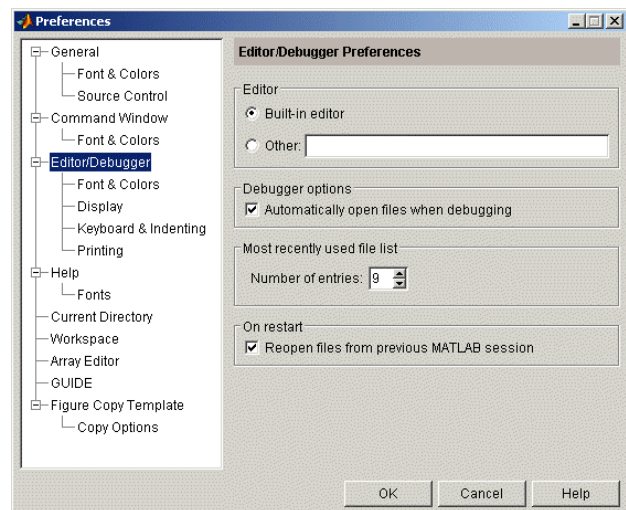 Preferences
General
Font & Colors
Source Control
Command Window
Font & Colors
Editor/Debugger
Font & Colors
Display
Keyboard & Indenting
Printing
Help
Fonts
Current Directory
Workspace
Array Editor
GUIDE
Figure Copy Template
Copy Options
Editor/Debugger Preferences
Editor
Built-in editor
Other:
Debugger options
Automatically open files when debugging
Most recently used file list
Number of entries: 9
On restart
Reopen files from previous MATLAB session
OK Cancel Help